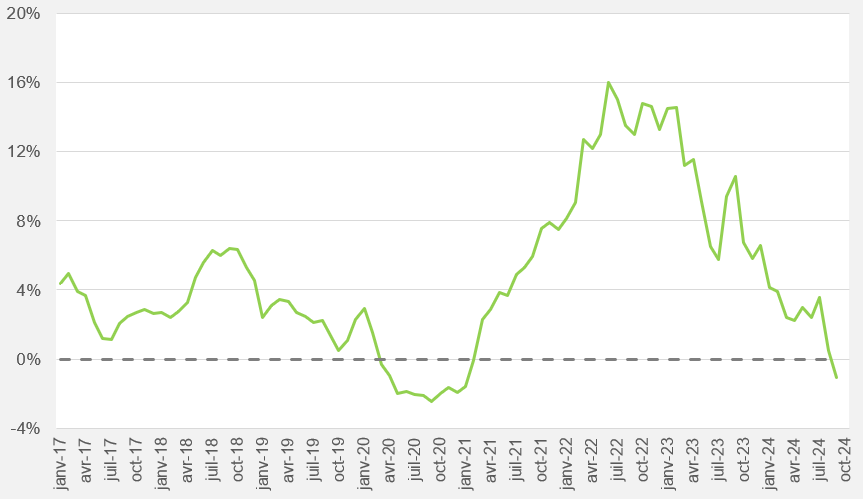 20%
16%
12%
8%
4%
0%
-4%
janv-17
avr-17
juil-17
oct-17
janv-18
avr-18
juil-18
oct-18
janv-19
avr-19
juil-19
oct-19
janv-20
avr-20
juil-20
oct-20
janv-21
avr-21
juil-21
oct-21
janv-22
avr-22
juil-22
oct-22
janv-23
avr-23
juil-23
oct-23
janv-24
avr-24
juil-24
oct-24